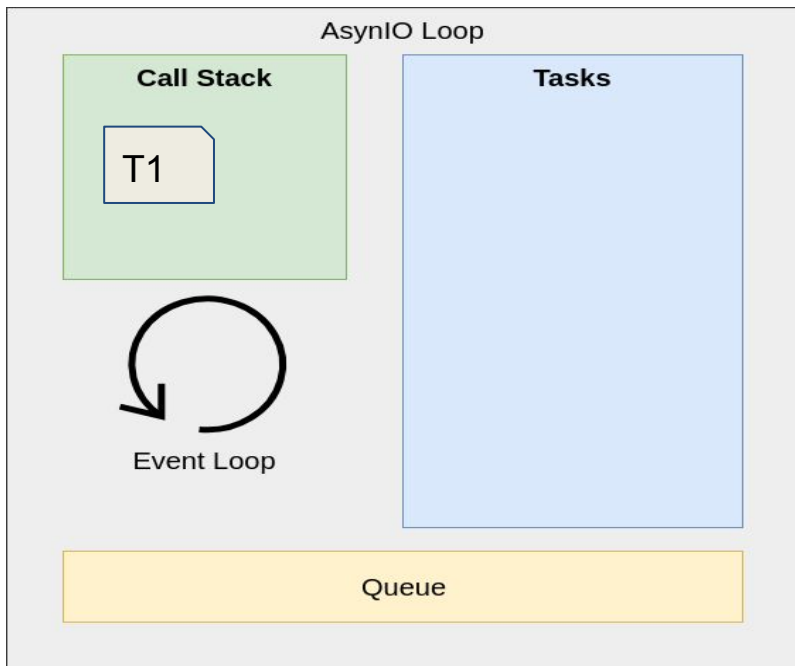 AsynIO Loop
Call Stack
T1
Tasks
Event Loop
Queue